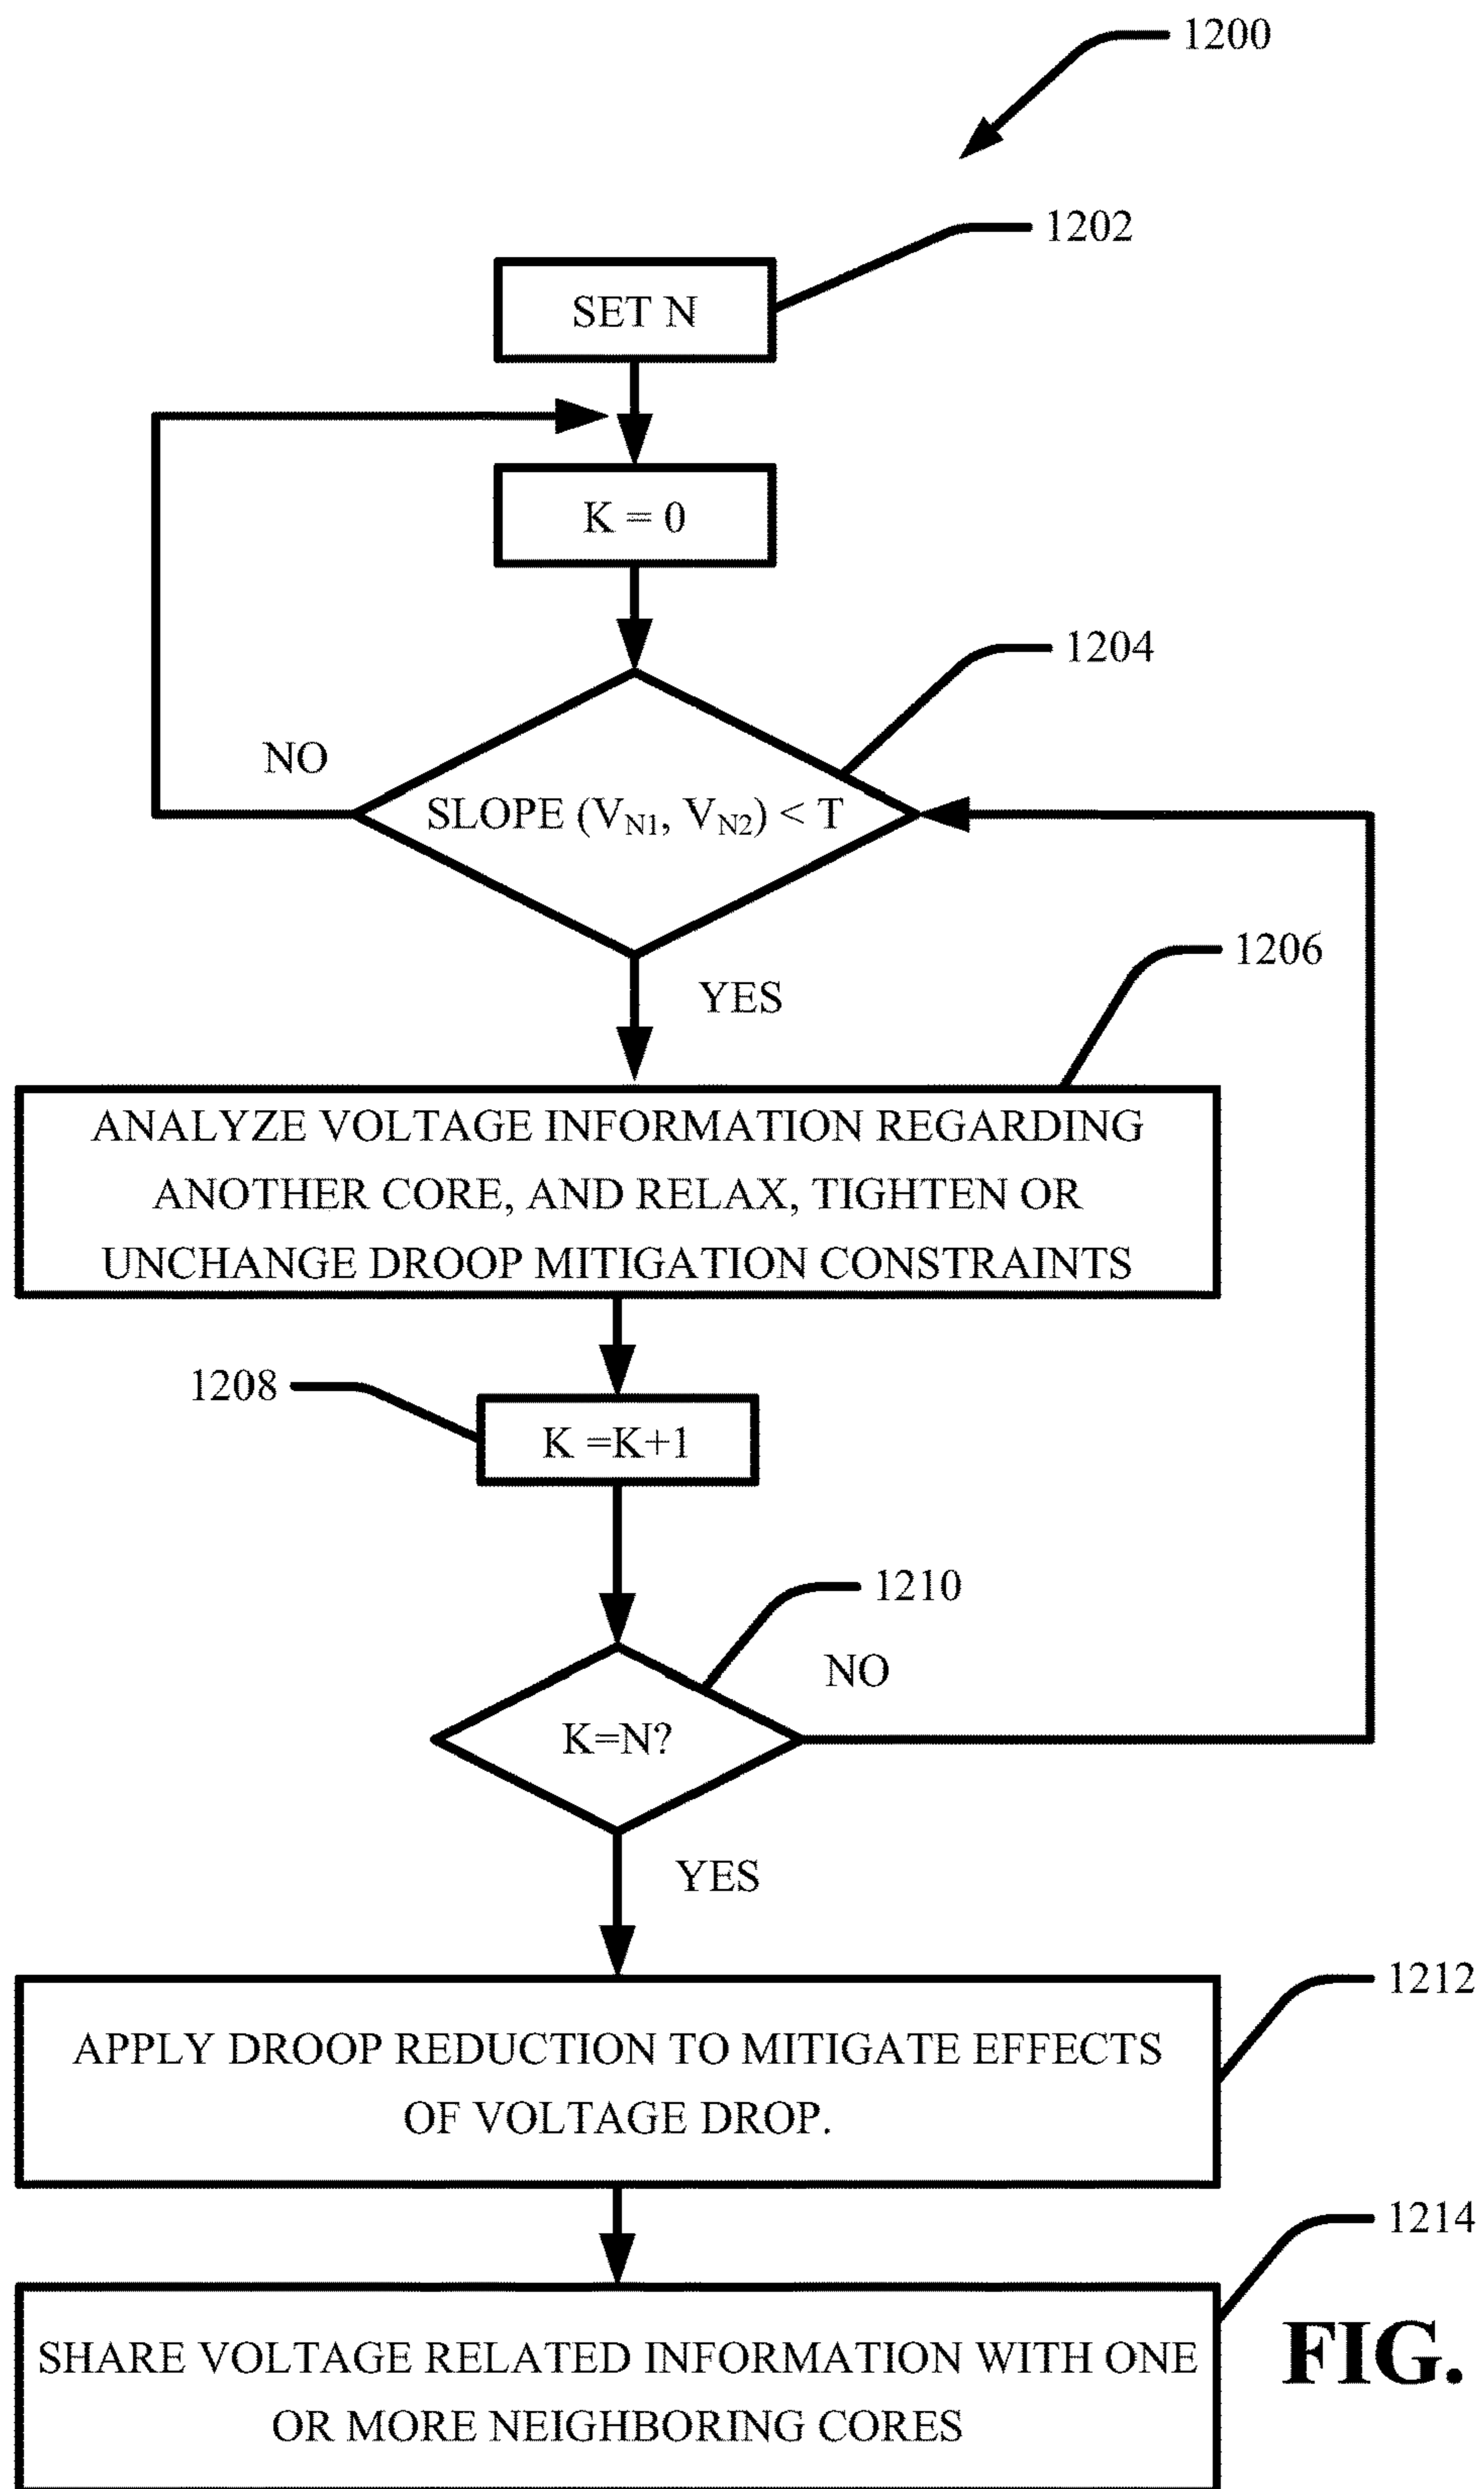 1200
1202
SET N
K = 0
1204
NO
SLOPE (VN1, VN2) < T
YES
1206
ANALYZE VOLTAGE INFORMATION REGARDING
ANOTHER CORE, AND RELAX, TIGHTEN OR
UNCHANGE DROOP MITIGATION CONSTRAINTS
1208
K =K+1
1210
NO
K=N?
YES
1212
APPLY DROOP REDUCTION TO MITIGATE EFFECTS
OF VOLTAGE DROP.
1214
SHARE VOLTAGE RELATED INFORMATION WITH ONE
OR MORE NEIGHBORING CORES
FIG.